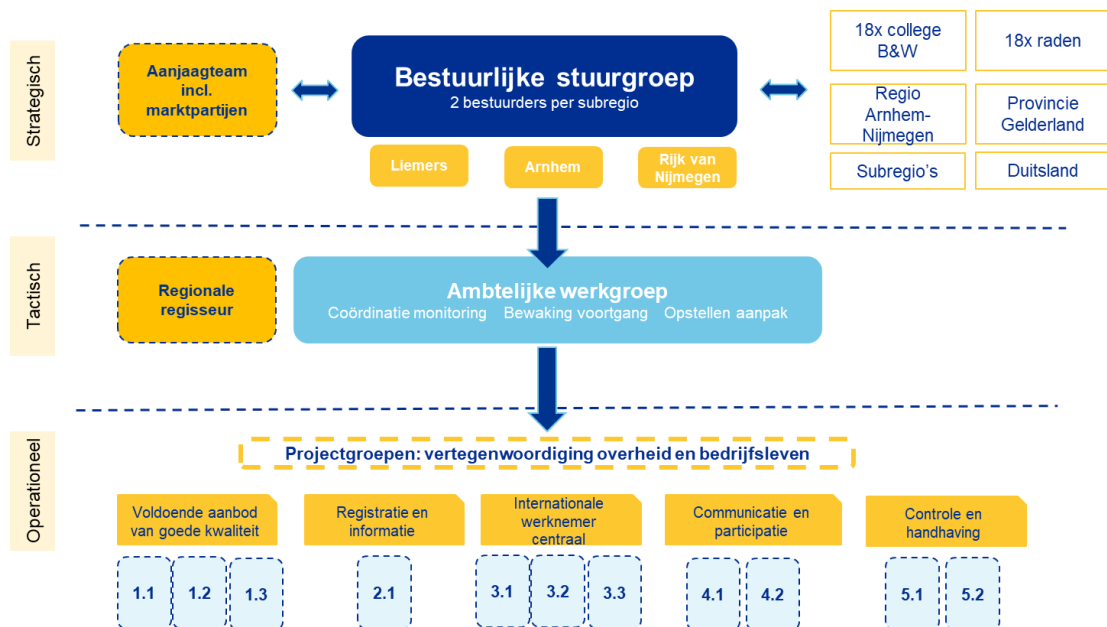 Strategisch
Aanjaagteam
incl.
marktpartijen
Bestuurlijke stuurgroep
2 bestuurders per subregio
Liemers
Arnhem
Rijk van
Nijmegen
18x college
B&W
18x raden
Regio
Arnhem-
Nijmegen
Provincie
Gelderland
Subregio's
Duitsland
Tactisch
Regionale
regisseur
Ambtelijke werkgroep
Coördinatie monitoring Bewaking voortgang Opstellen aanpak
Operationeel
Projectgroepen: vertegenwoordiging overheid en bedrijfsleven
Voldoende aanbod
van goede kwaliteit
Registratie en
informatie
Internationale
werknemer
centraal
Communicatie en
participatie
Controle en
handhaving
1.1
1.2
1.3
2.1
3.1
3.2
3.3
4.1
4.2
5.1
5.2